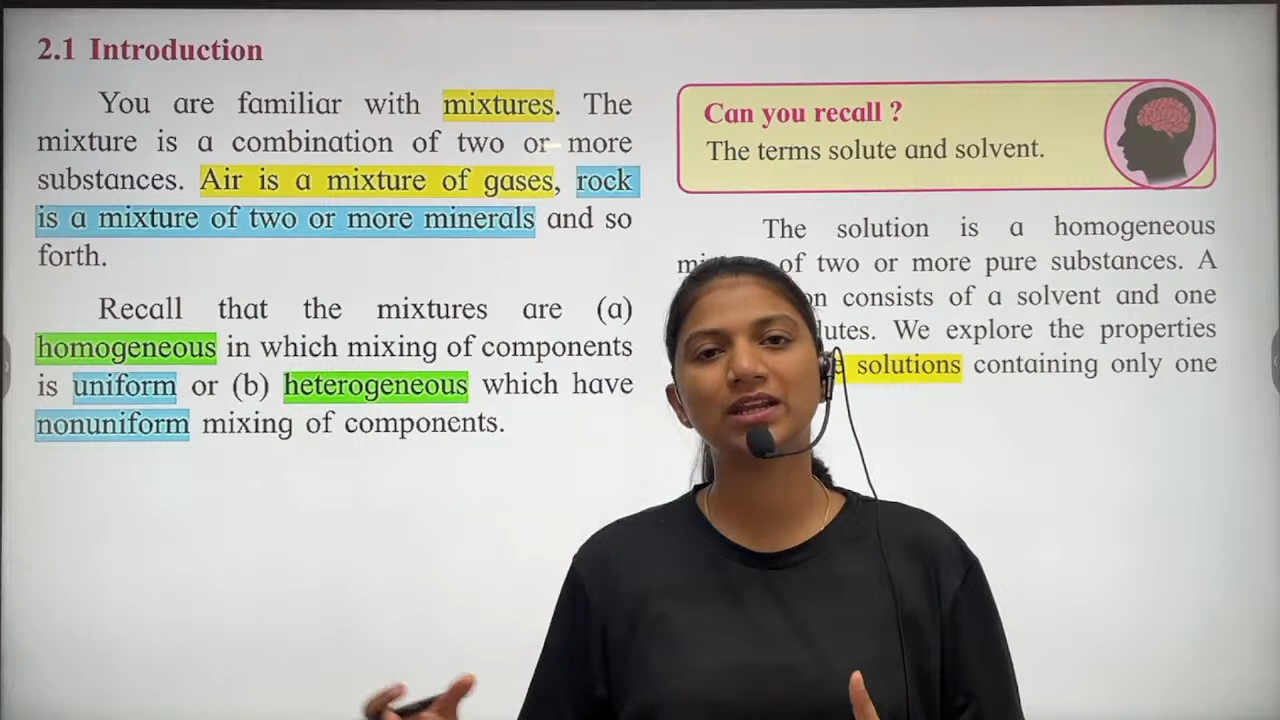 2.1 Introduction
You are familiar with mixtures. The
mixture is a combination of two or more
substances. Air is a mixture of gases, rock
is a mixture of two or more minerals and so
forth.
Recall that the mixtures are (a)
homogeneous in which mixing of components
is uniform or (b) heterogeneous which have
nonuniform mixing of components.
Can you recall ?
The terms solute and solvent.
The solution is a homogeneous
of two or more pure substances. A
consists of a solvent and one
We explore the properties
solutions containing only one